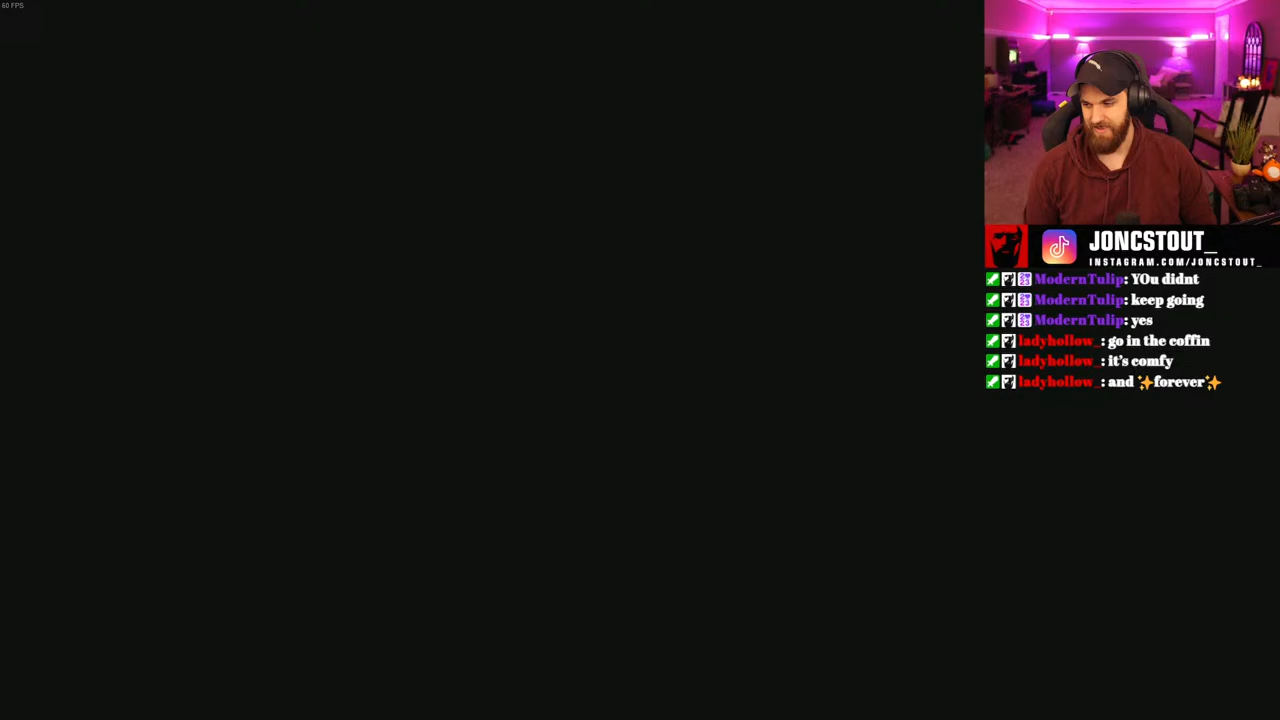 60 FPS
JONCSTOUT_
INSTAGRAM.COM/JONCSTOUT_
ModernTulip: YOu didnt
ModernTulip: keep going
ModernTulip: yes
ladyhollow_: go in the coffin
ladyhollow_: it's comfy
ladyhollow_: and ✨forever✨